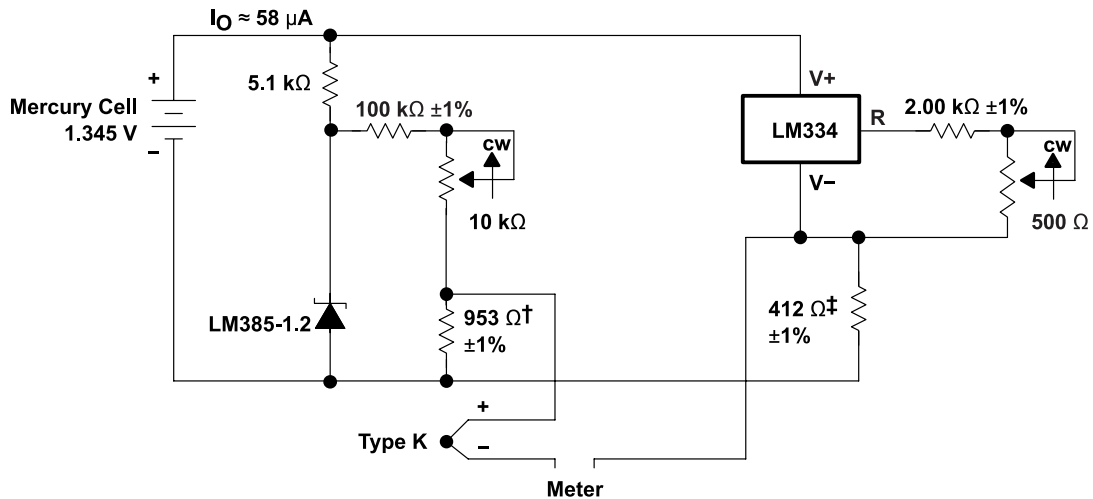 IO ≈ 58 µA
+
Mercury Cell
1.345 V
−
5.1 kΩ
100 kΩ ±1%
cw
10 kΩ
LM385-1.2
953 Ω†
±1%
V+
LM334
R
V−
2.00 kΩ ±1%
cw
500 Ω
412 Ω‡
±1%
+
Type K
−
Meter